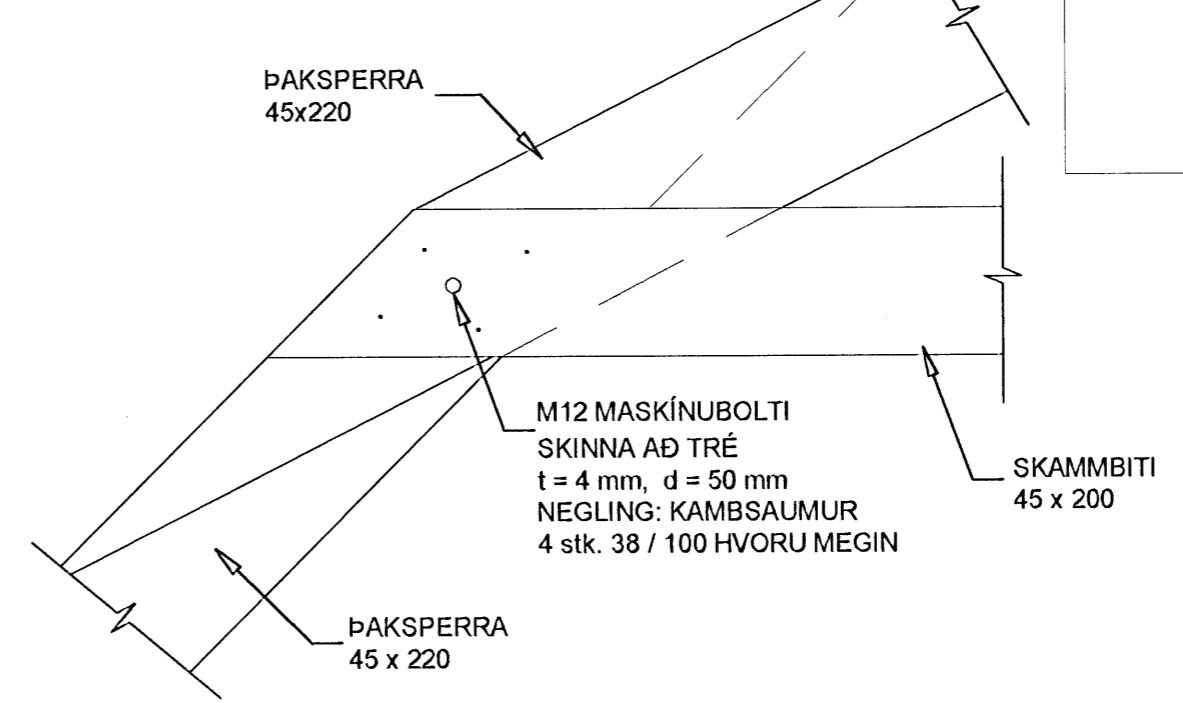 ÞAKSPERRA
45x220
M12 MASKÍNUBOLTI
SKINNA AÐ TRÉ
t = 4 mm, d = 50 mm
NEGLING: KAMBSAUMUR
4 stk. 38 / 100 HVORU MEGIN
SKAMMBITI
45 x 200
ÞAKSPERRA
45 x 220